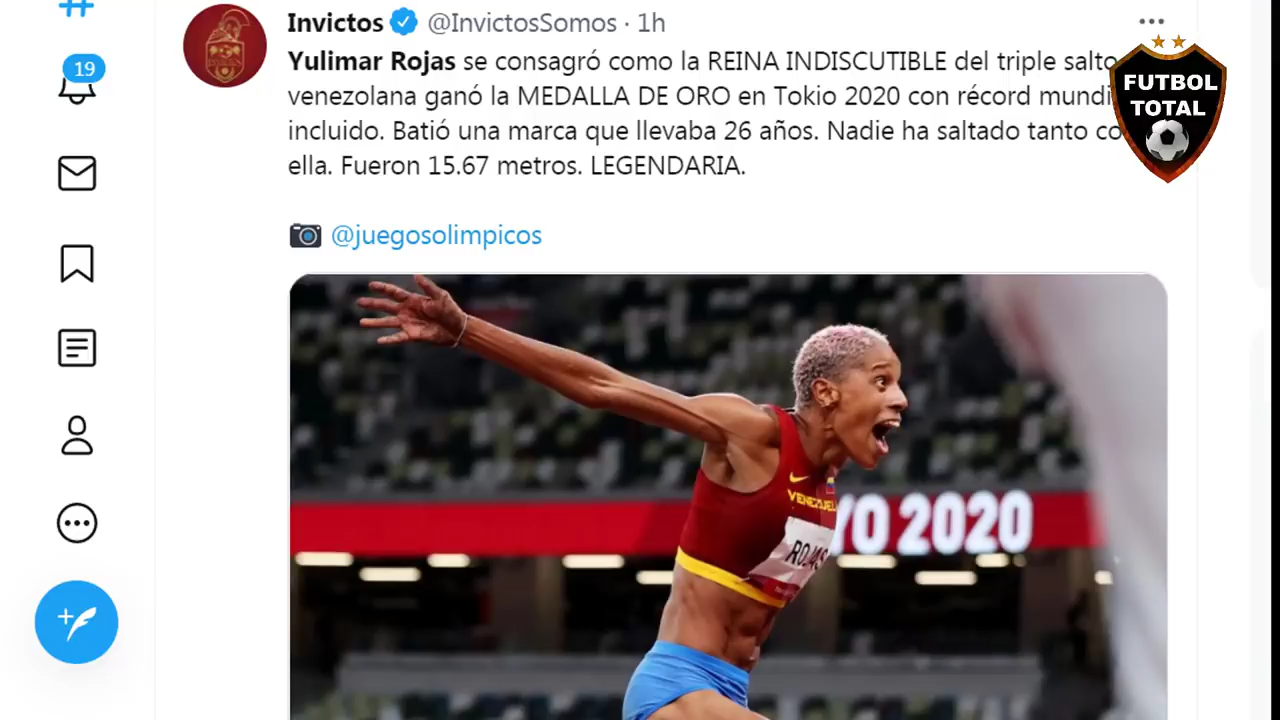 19
Invictos @InvictosSomos · 1h
Yulimar Rojas se consagró como la REINA INDISCUTIBLE del triple salto
venezolana ganó la MEDALLA DE ORO en Tokio 2020 con récord
incluido. Batió una marca que llevaba 26 años. Nadie ha saltado tanto
ella. Fueron 15.67 metros. LEGENDARIA.
@juegosolimpicos
FUTBOL
TOTAL
VENEZUELA
YO 2020
ROJAS